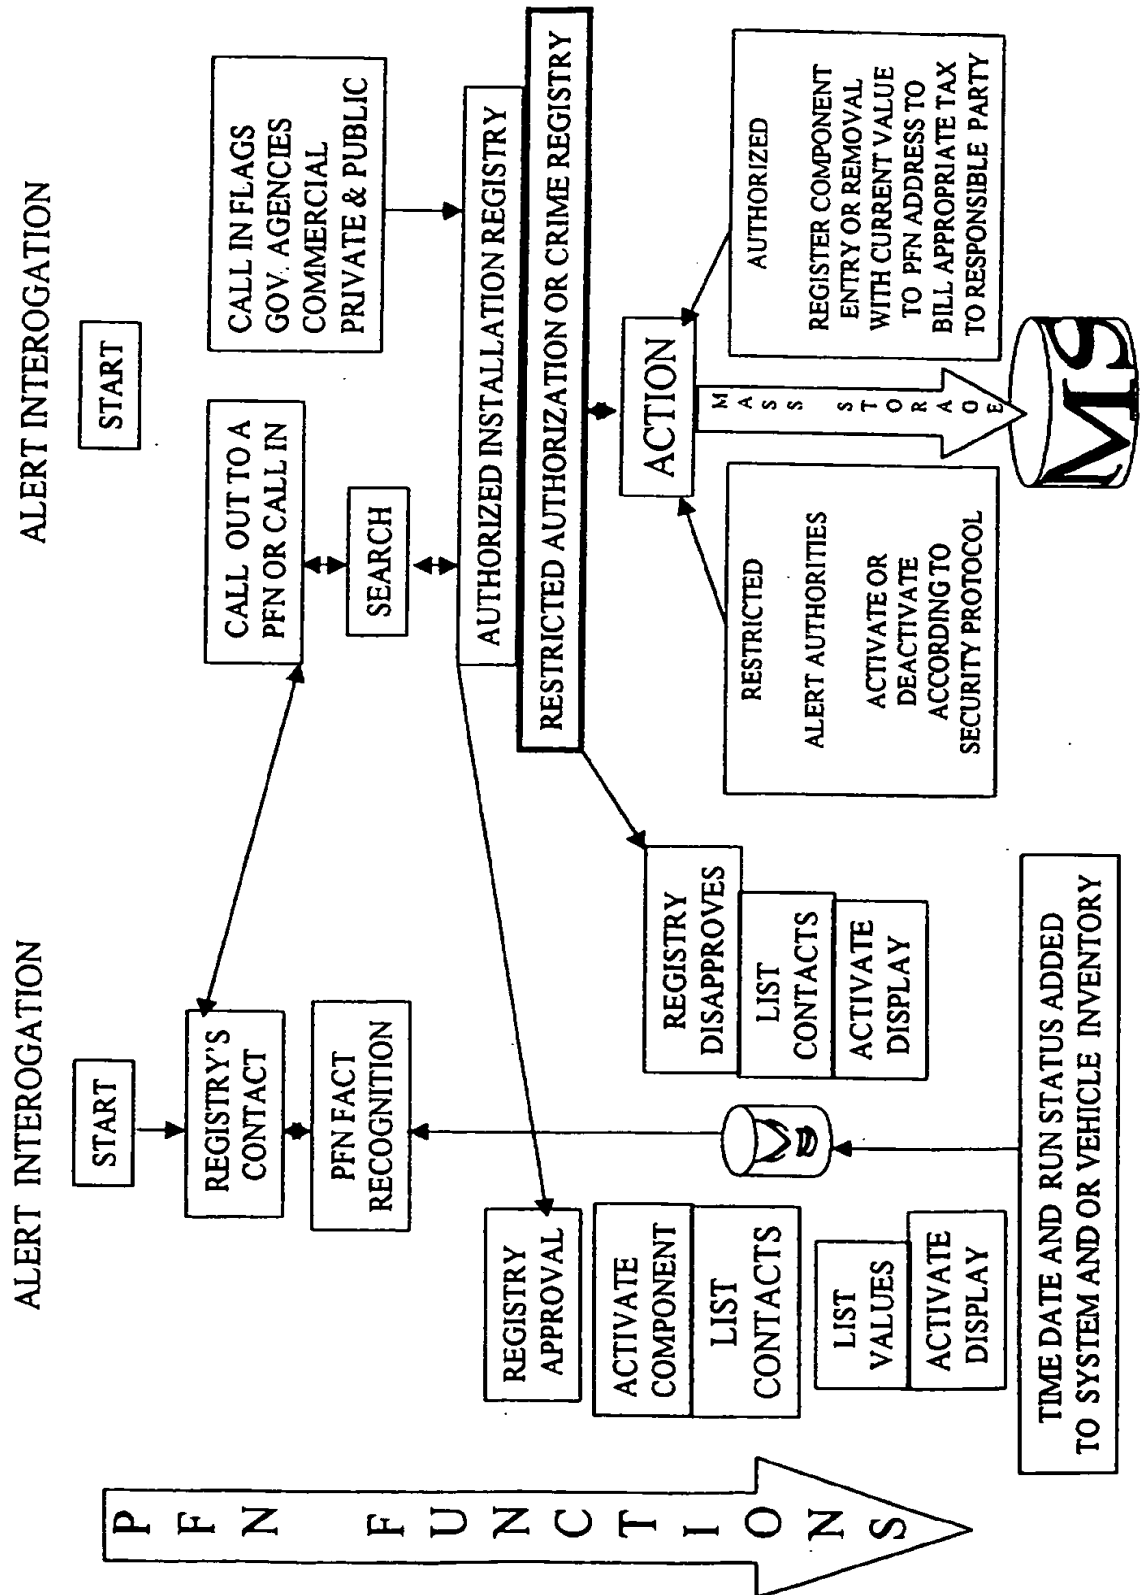 ALERT INTEROGATION
START
REGISTRY'S
CONTACT
PFN FACT
RECOGNITION
REGISTRY
APPROVAL
ACTIVATE
COMPONENT
LIST
CONTACTS
LIST
VALUES
ACTIVATE
DISPLAY
REGISTRY
DISAPPROVES
LIST
CONTACTS
ACTIVATE
DISPLAY
TIME DATE AND RUN STATUS ADDED
TO SYSTEM AND OR VEHICLE INVENTORY
PFN FUNCTIONS
ALERT INTEROGATION
START
CALL OUT TO A
PFN OR CALL IN
SEARCH
CALL IN FLAGS
GOV. AGENCIES
COMMERCIAL
PRIVATE & PUBLIC
AUTHORIZED INSTALLATION REGISTRY
RESTRICTED AUTHORIZATION OR CRIME REGISTRY
ACTION
RESTRICTED
ALERT AUTHORITIES
ACTIVATE OR
DEACTIVATE
ACCORDING TO
SECURITY PROTOCOL
MASS STORAOE
AUTHORIZED
REGISTER COMPONENT
ENTRY OR REMOVAL
WITH CURRENT VALUE
TO PFN ADDRESS TO
BILL APPROPRIATE TAX
TO RESPONSIBLE PARTY
MS